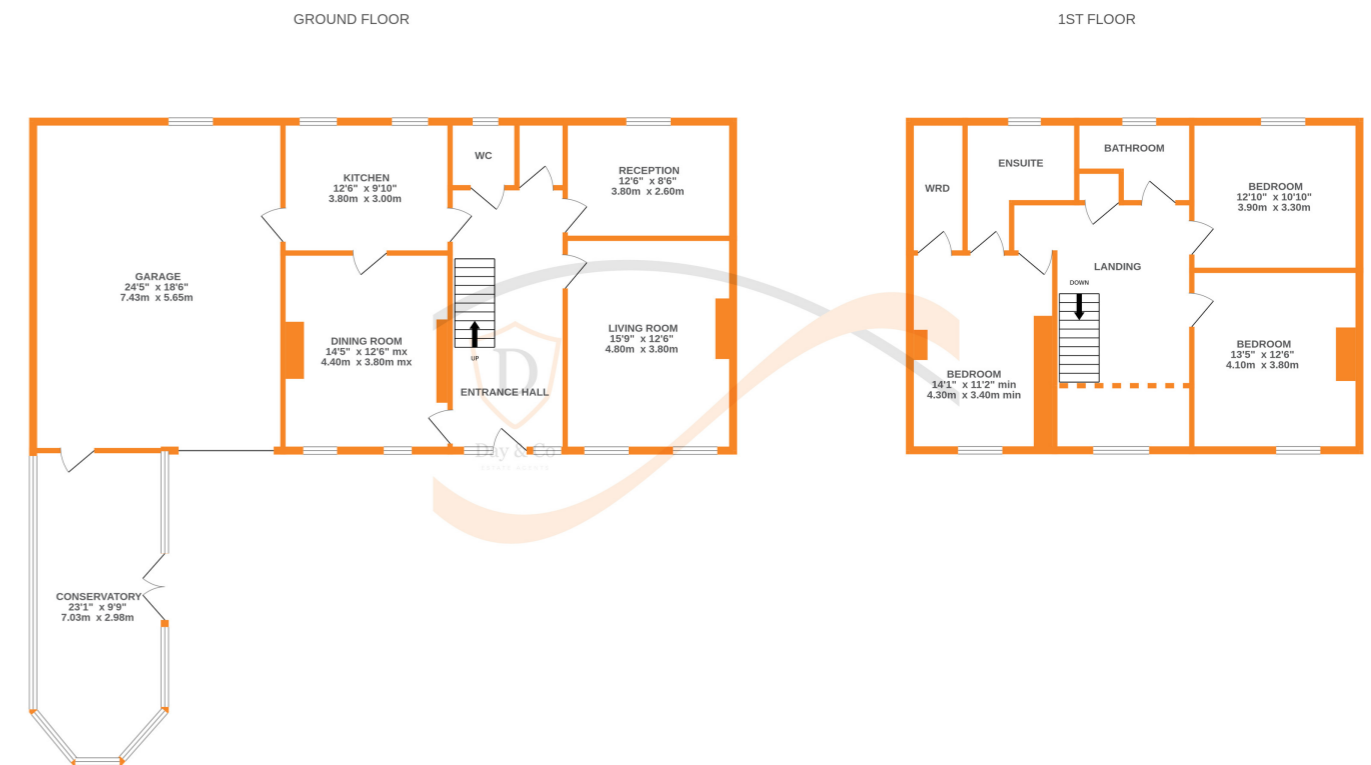 GROUND FLOOR
1ST FLOOR
GARAGE
24'5" x 18'6"
7.43m x 5.65m
KITCHEN
12'6" x 9'10"
3.80m x 3.00m
WC
RECEPTION
12'6" x 8'6"
3.80m x 2.60m
DINING ROOM
14'5" x 12'6" mx
4.40m x 3.80m mx
UP
ENTRANCE HALL
LIVING ROOM
15'9" x 12'6"
4.80m x 3.80m
CONSERVATORY
23'1" x 9'9"
7.03m x 2.98m
D
Day & Co
WRD
ENSUITE
BATHROOM
BEDROOM
12'10" x 10'10"
3.90m x 3.30m
LANDING
DOWN
BEDROOM
14'1" x 11'2" min
4.30m x 3.40m min
BEDROOM
13'5" x 12'6"
4.10m x 3.80m